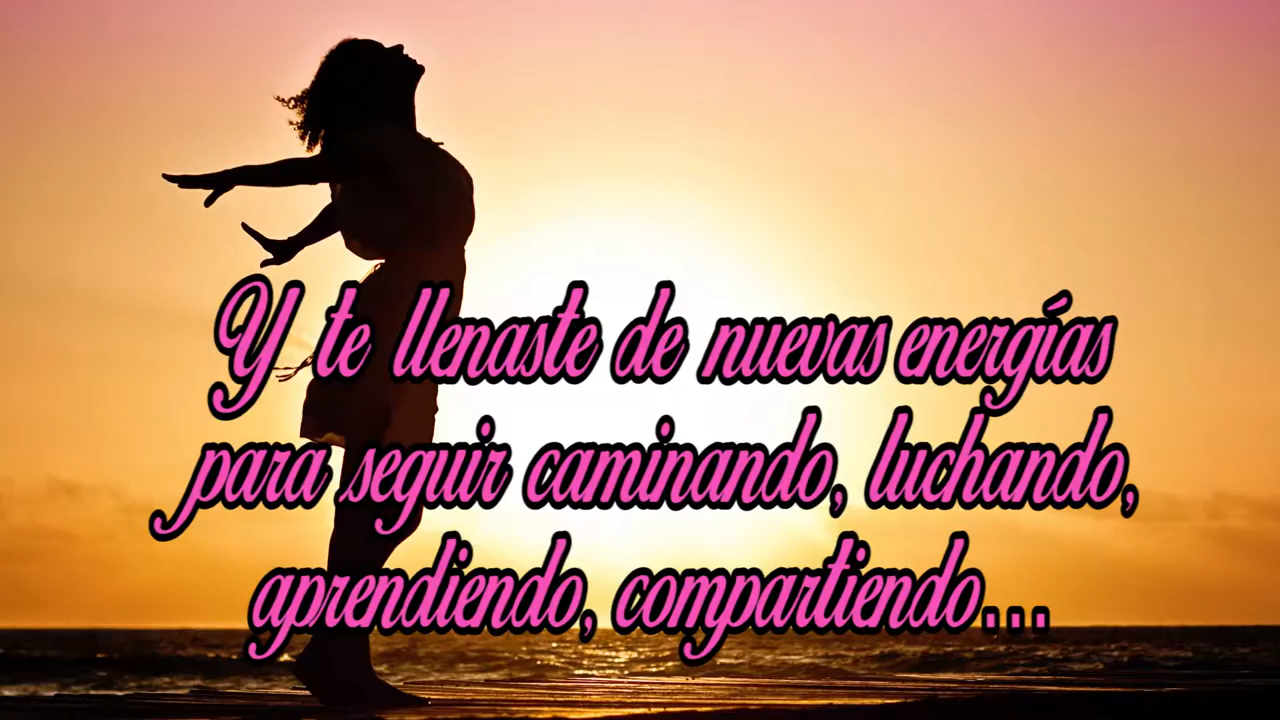 Y te llenaste de nuevas energías
para seguir caminando, luchando,
aprendiendo, compartiendo...